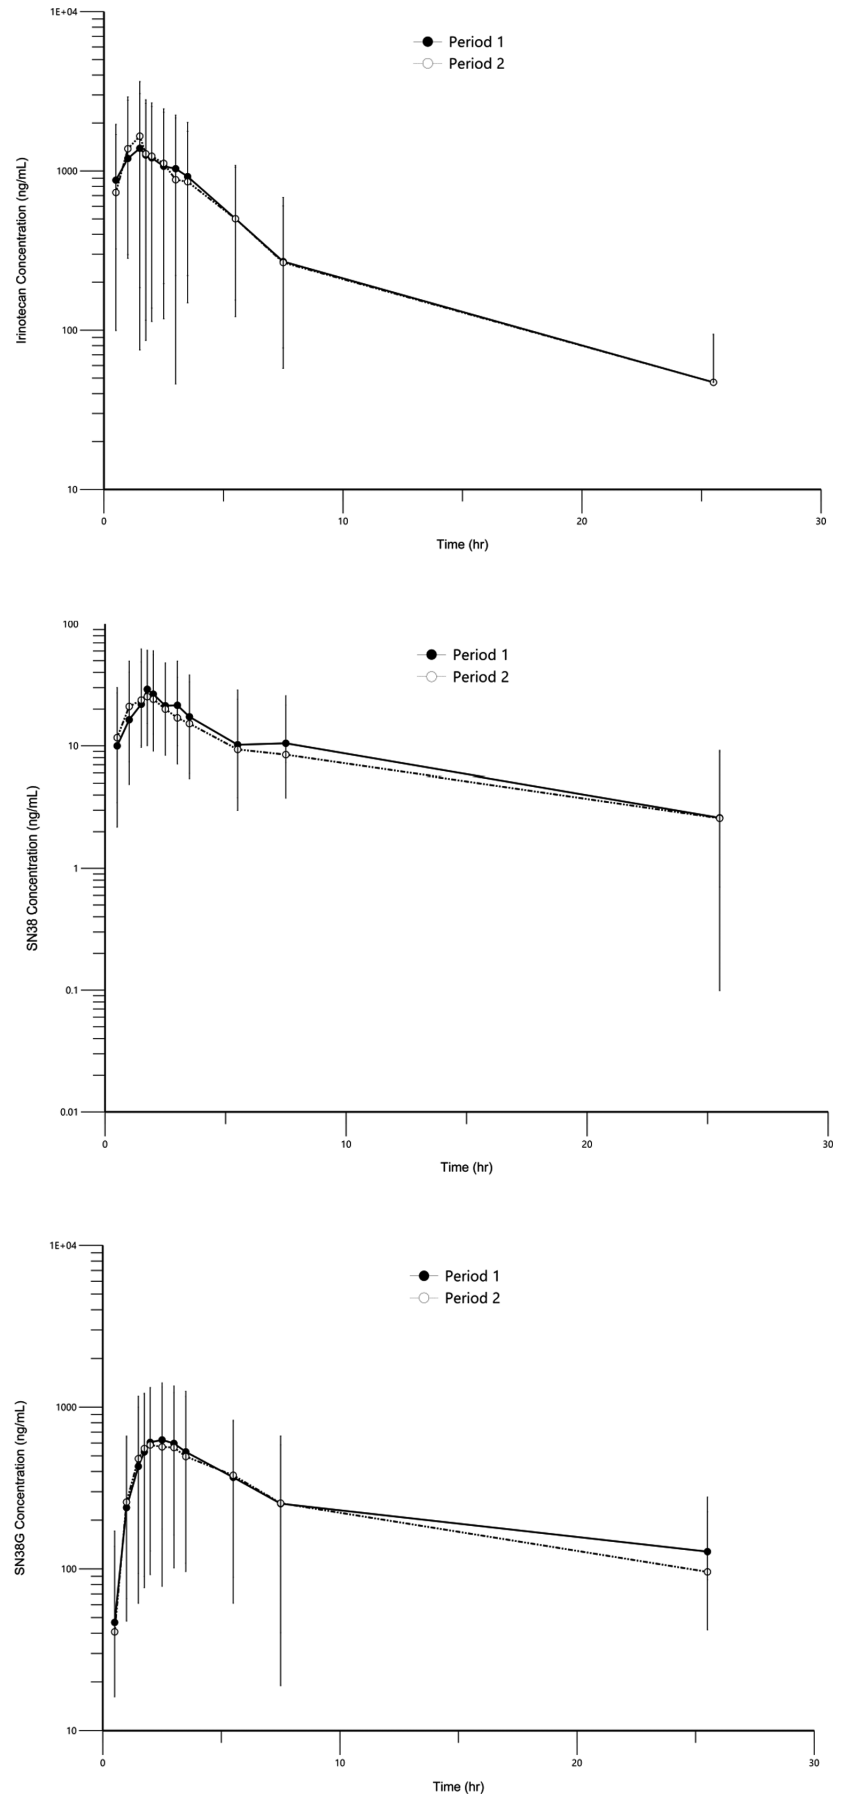 1E+04
Period 1
Period 2
1000
Irinotecan Concentration (ng/mL)
100
10
0 10 20 30
Time (hr)
100
Period 1
Period 2
10
SN38 Concentration (ng/mL)
1
0.1
0.01
0 10 20 30
Time (hr)
1E+04
Period 1
Period 2
1000
SN38G Concentration (ng/mL)
100
10
0 10 20 30
Time (hr)